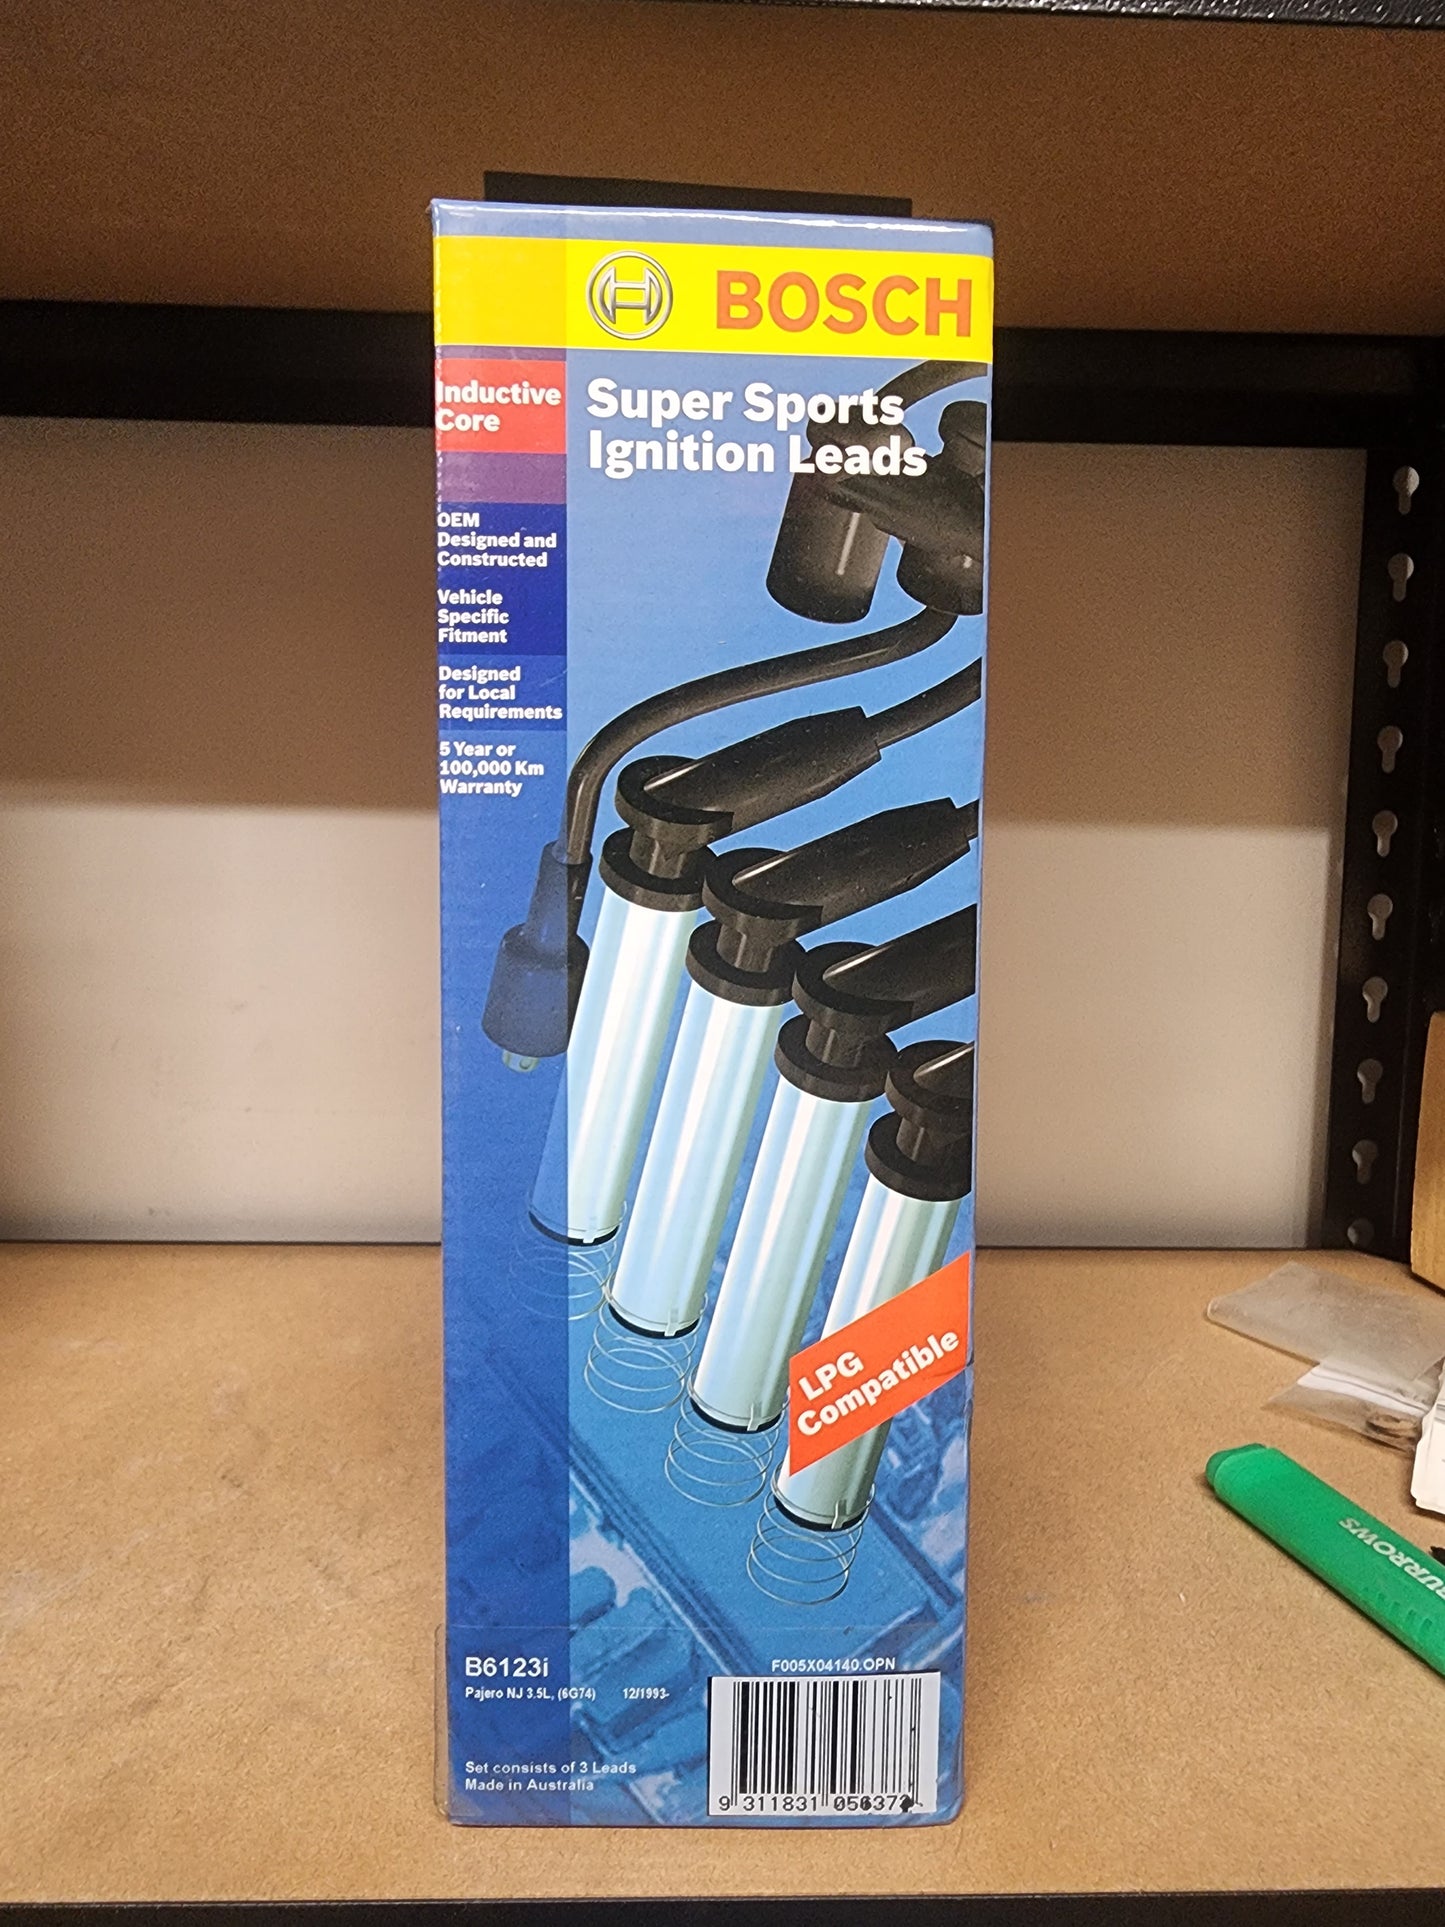 BOSCH
Inductive
Core
Super Sports
Ignition Leads
OEM
Designed and
Constructed
Vehicle
Specific
Fitment
Designed
for Local
Requirements
5 Year or
100,000 Km
Warranty
LPG
Compatible
B6123i
Pajero NJ 3.5L, (6G74) 12/1993-
Set consists of 3 Leads
Made in Australia
F005X04140.OPN
9 311831